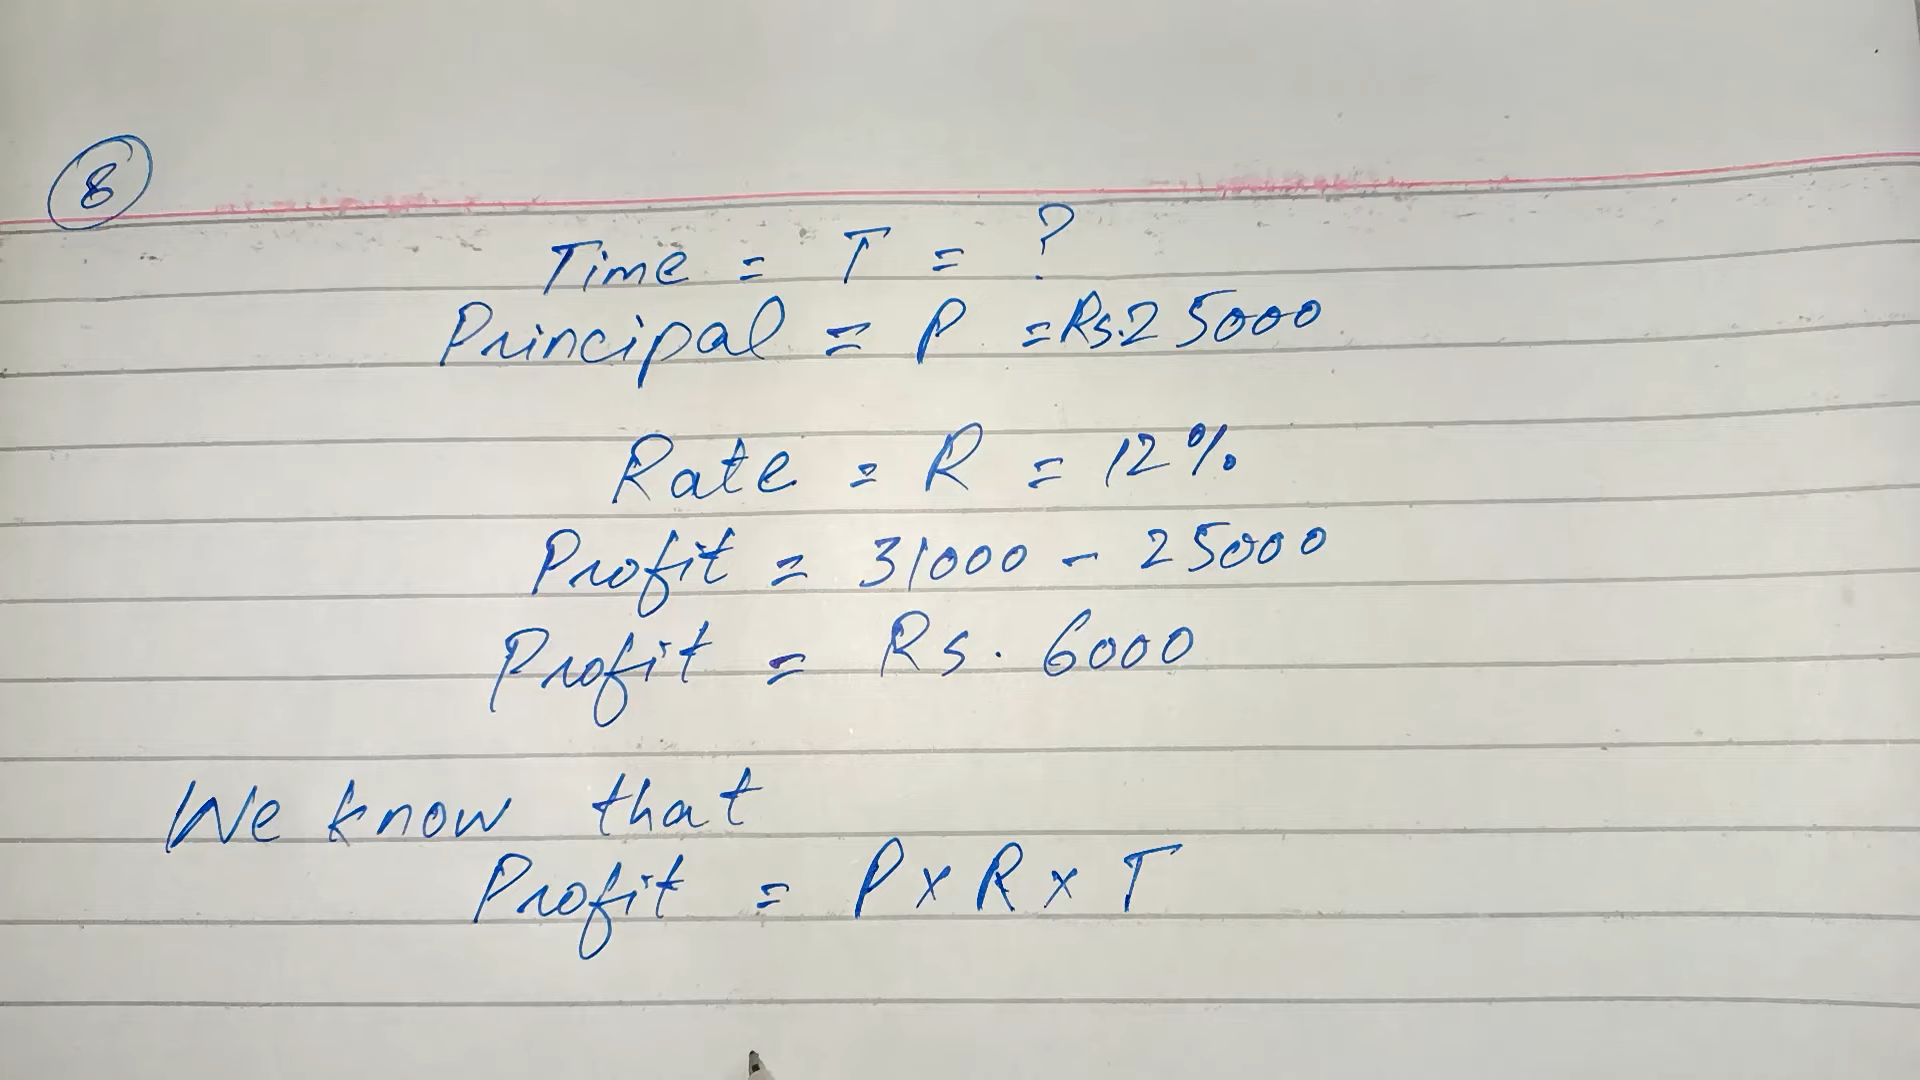 8
Time = T = ?
Principal = P = Rs.25000
Rate = R = 12%
Profit = 31000 - 25000
Profit = Rs. 6000
We know that
Profit = P x R x T